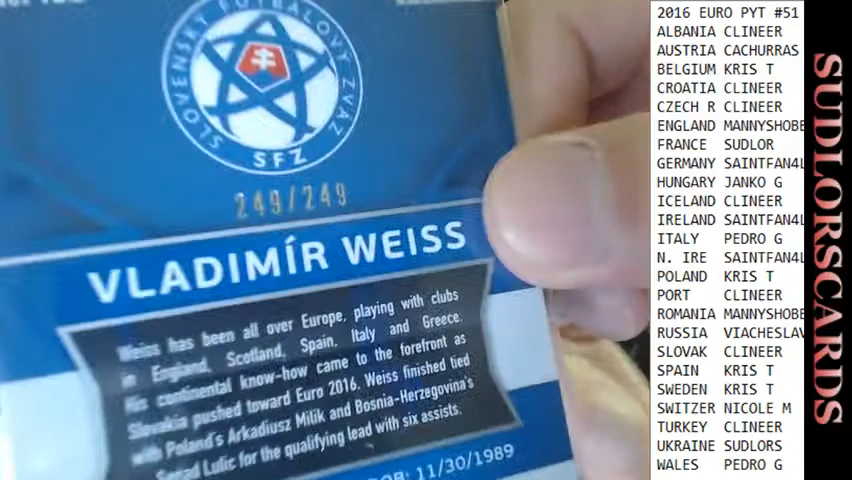 SLOVENSKÝ FUTBALOVÝ ZVÄZ
SFZ
249/249
VLADIMÍR WEISS
Weiss has been all over Europe, playing with clubs
in England, Scotland, Spain, Italy and Greece.
His continental know-how came to the forefront as
Slovakia pushed toward Euro 2016. Weiss finished tied
with Poland's Arkadiusz Milik and Bosnia-Herzegovina's
Senad Lulic for the qualifying lead with six assists.
DOB: 11/30/1989
2016 EURO PYT #51
ALBANIA CLINEER
AUSTRIA CACHURRAS
BELGIUM KRIS T
CROATIA CLINEER
CZECH R CLINEER
ENGLAND MANNYSHOBB
FRANCE SUDLOR
GERMANY SAINTFAN4L
HUNGARY JANKO G
ICELAND CLINEER
IRELAND SAINTFAN4L
ITALY PEDRO G
N. IRE SAINTFAN4L
POLAND KRIS T
PORT CLINEER
ROMANIA MANNYSHOBB
RUSSIA VIACHESLAV
SLOVAK CLINEER
SPAIN KRIS T
SWEDEN KRIS T
SWITZER NICOLE M
TURKEY CLINEER
UKRAINE SUDLORS
WALES PEDRO G
SUDLORSCARDS